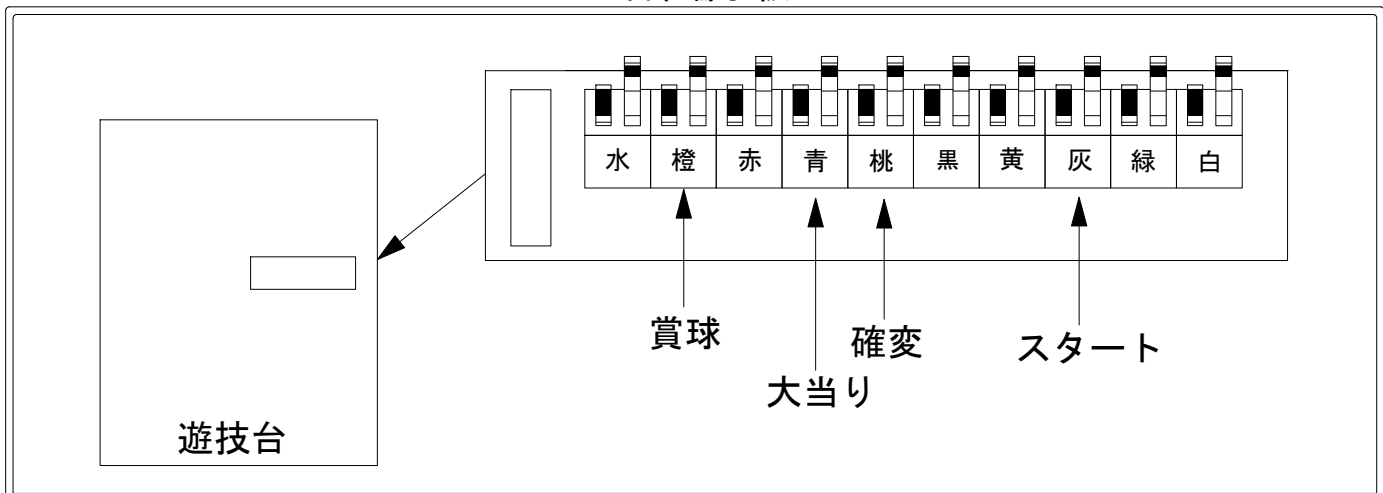 水 橙 赤 青 桃 黒 黄 灰 緑 白
賞球
確変
スタート
大当り
遊技台